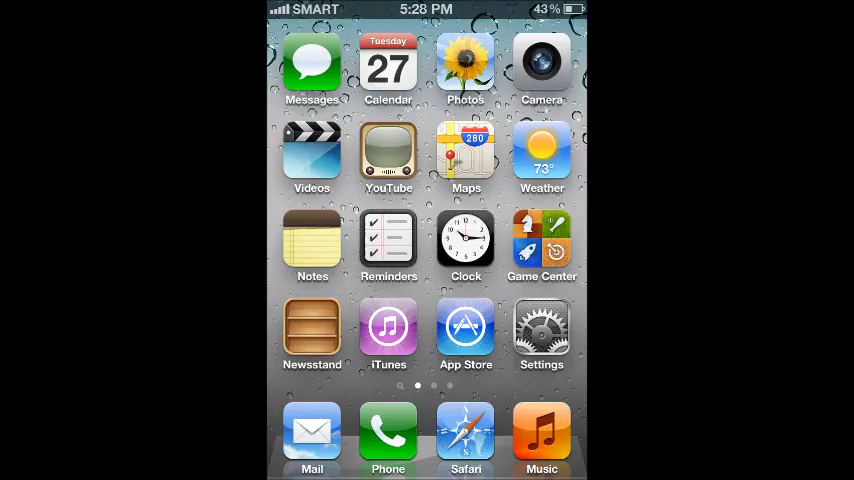 SMART 5:28 PM 43%
Tuesday
27
Messages Calendar Photos Camera
280
73°
Videos YouTube Maps Weather
Notes Reminders Clock Game Center
Newsstand iTunes App Store Settings
Mail Phone Safari Music